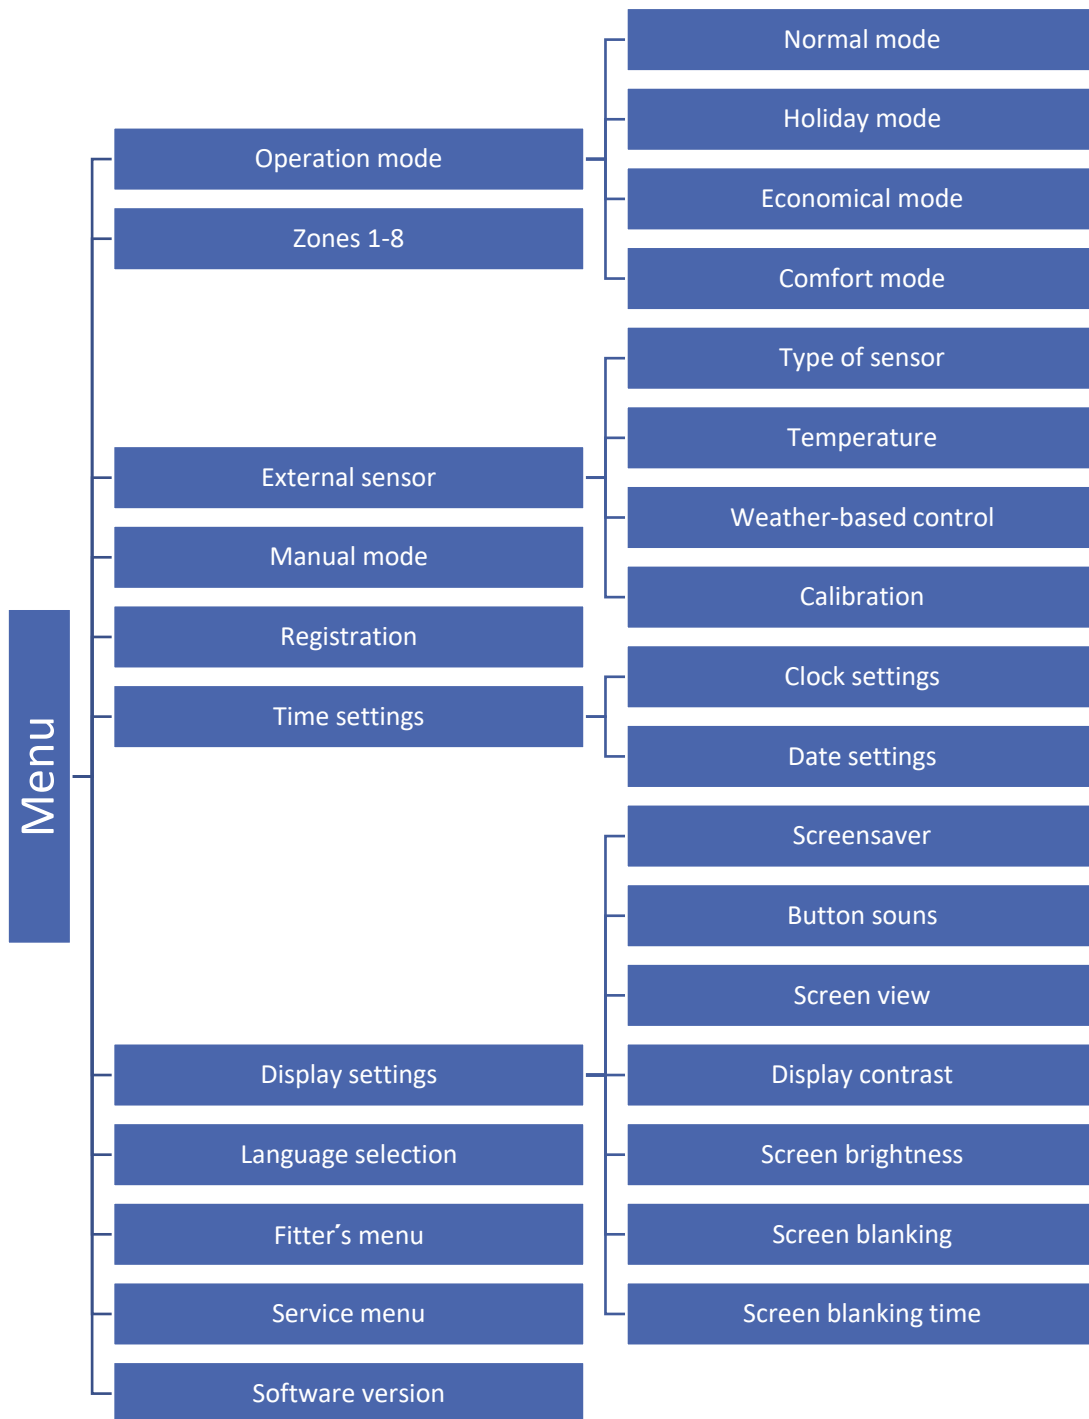 Menu
Operation mode
Normal mode
Holiday mode
Economical mode
Comfort mode
Zones 1-8
External sensor
Type of sensor
Temperature
Weather-based control
Calibration
Manual mode
Registration
Time settings
Clock settings
Date settings
Display settings
Screensaver
Button souns
Screen view
Display contrast
Screen brightness
Screen blanking
Screen blanking time
Language selection
Fitter´s menu
Service menu
Software version